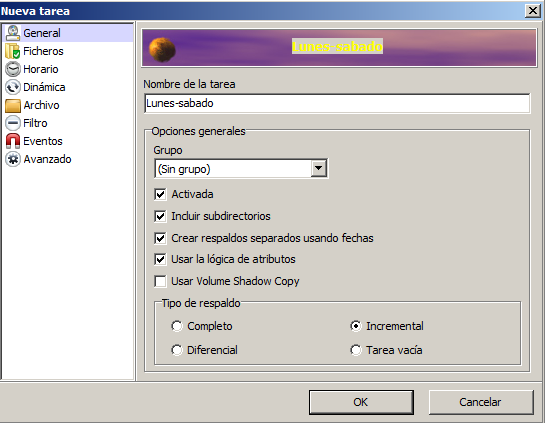 Nueva tarea
General
Ficheros
Horario
Dinámica
Archivo
Filtro
Eventos
Avanzado
Lunes-sabado
Nombre de la tarea
Lunes-sabado
Opciones generales
Grupo
(Sin grupo)
Activada
Incluir subdirectorios
Crear respaldos separados usando fechas
Usar la lógica de atributos
Usar Volume Shadow Copy
Tipo de respaldo
Completo Incremental
Diferencial Tarea vacía
OK Cancelar